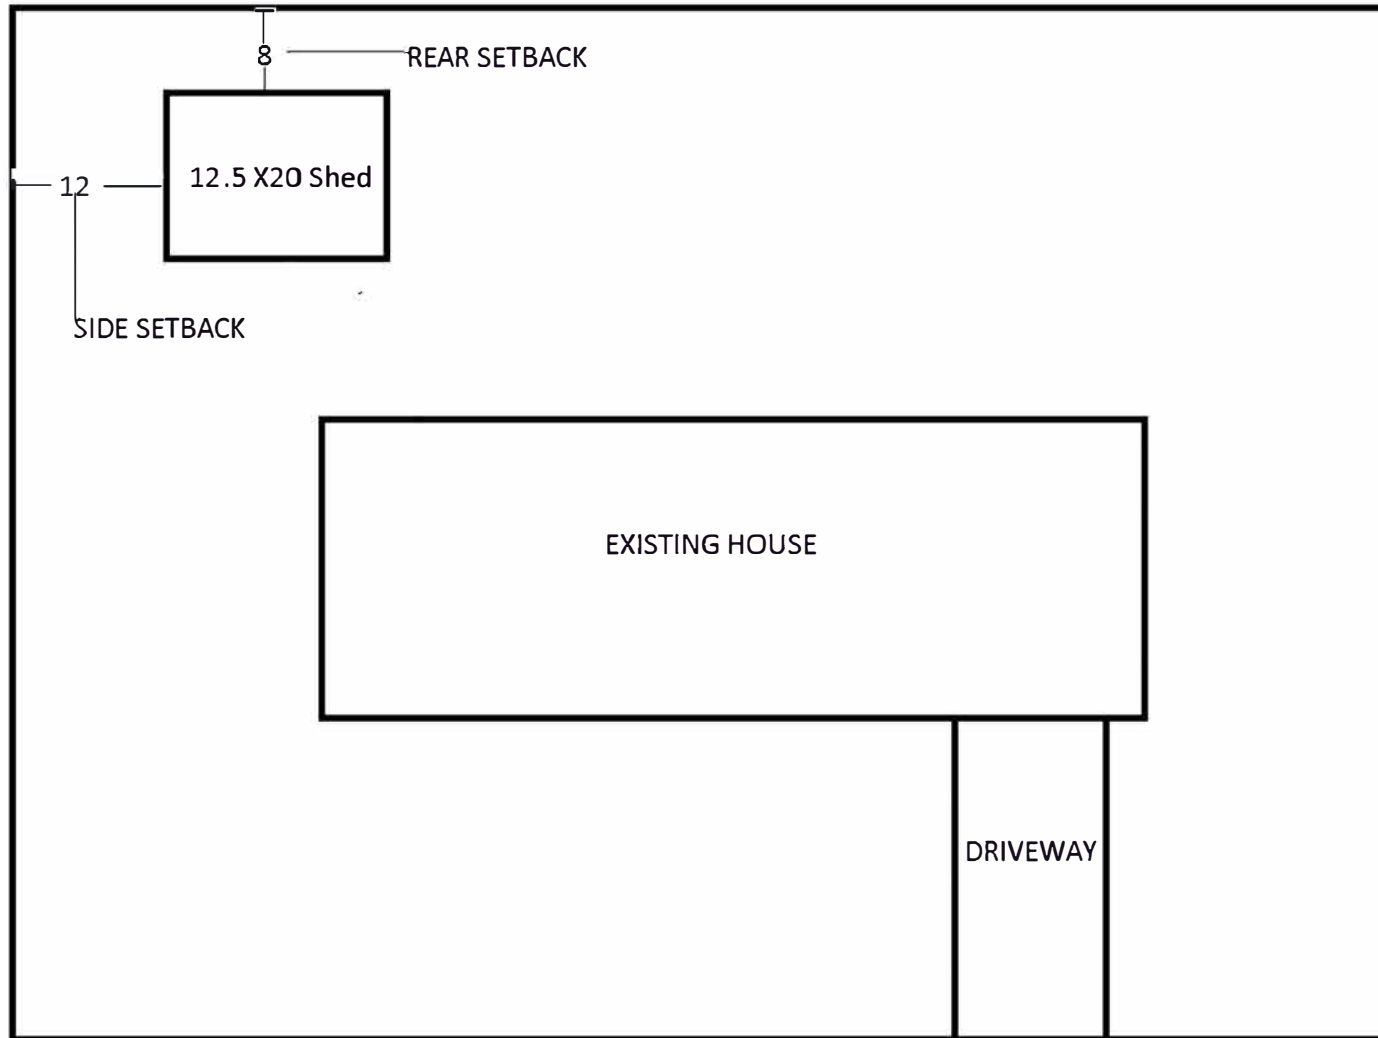 8
REAR SETBACK
12.5 X20 Shed
12
SIDE SETBACK
EXISTING HOUSE
DRIVEWAY